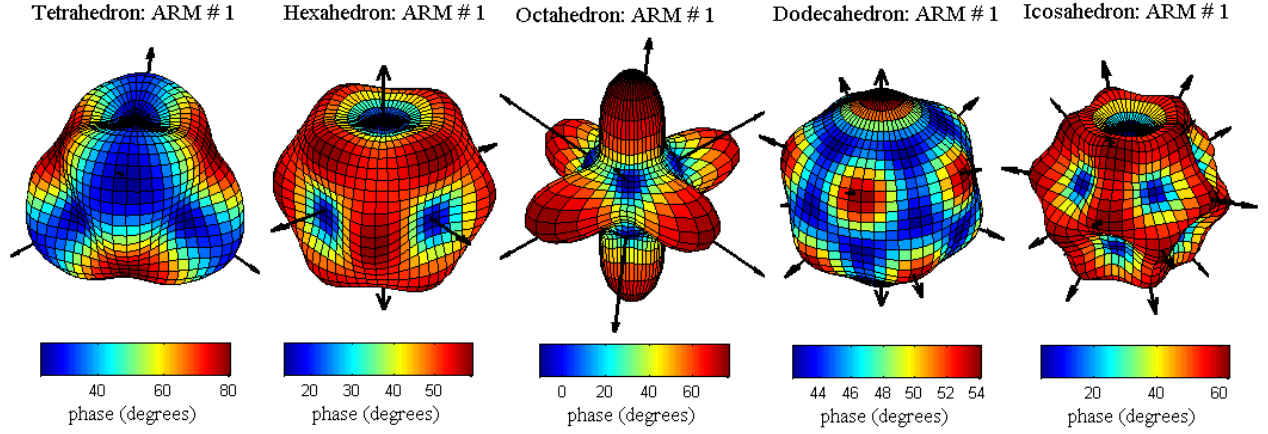 Tetrahedron: ARM # 1
Hexahedron: ARM # 1
Octahedron: ARM # 1
Dodecahedron: ARM # 1
Icosahedron: ARM # 1
40 60 80
20 30 40 50
0 20 40 60
44 46 48 50 52 54
20 40 60
phase (degrees)
phase (degrees)
phase (degrees)
phase (degrees)
phase (degrees)